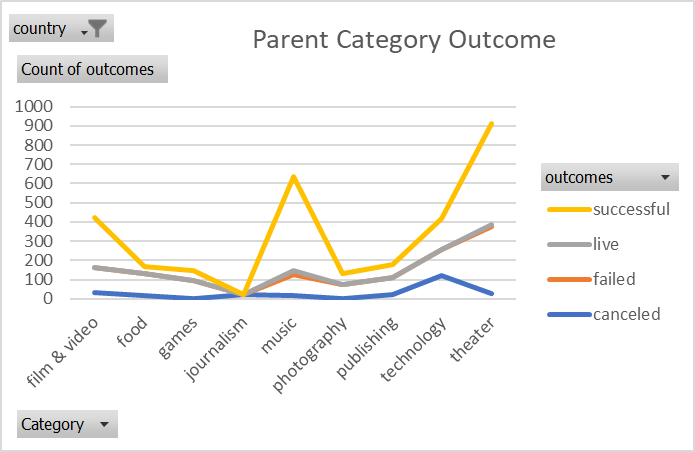 country
Parent Category Outcome
Count of outcomes
1000
900
800
700
600
500
400
300
200
100
0
film & video
food
games
journalism
music
photography
publishing
technology
theater
outcomes
successful
live
failed
canceled
Category